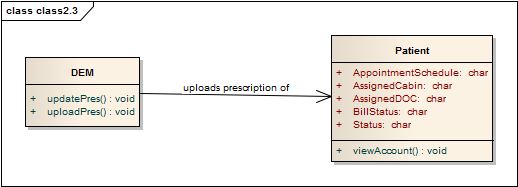 class class2.3
DEM
+ updatePres() : void
+ uploadPres() : void
uploads prescription of
Patient
+ AppointmentSchedule: char
+ AssignedCabin: char
+ AssignedDOC: char
+ BillStatus: char
+ Status: char
+ viewAccount() : void